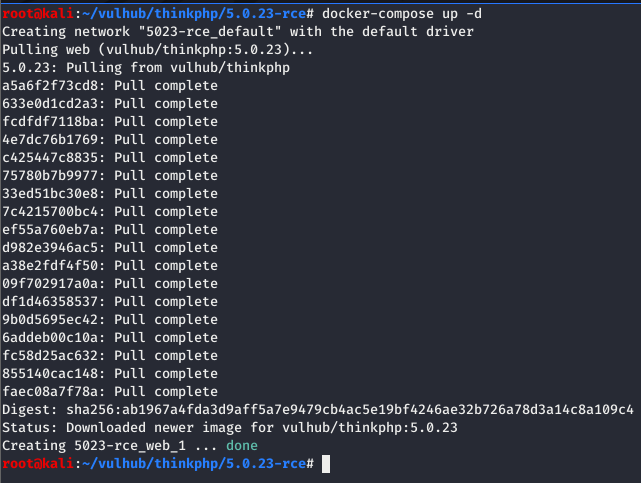 root@kali:~/vulhub/thinkphp/5.0.23-rce# docker-compose up -d
Creating network "5023-rce_default" with the default driver
Pulling web (vulhub/thinkphp:5.0.23)...
5.0.23: Pulling from vulhub/thinkphp
a5a6f2f73cd8: Pull complete
633e0d1cd2a3: Pull complete
fcdfdf7118ba: Pull complete
4e7dc76b1769: Pull complete
c425447c8835: Pull complete
75780b7b9977: Pull complete
33ed51bc30e8: Pull complete
7c4215700bc4: Pull complete
ef55a760eb7a: Pull complete
d982e3946ac5: Pull complete
a38e2fdf4f50: Pull complete
09f702917a0a: Pull complete
df1d46358537: Pull complete
9b0d5695ec42: Pull complete
6addeb00c10a: Pull complete
fc58d25ac632: Pull complete
855140cac148: Pull complete
faec08a7f78a: Pull complete
Digest: sha256:ab1967a4fda3d9aff5a7e9479cb4ac5e19bf4246ae32b726a78d3a14c8a109c4
Status: Downloaded newer image for vulhub/thinkphp:5.0.23
Creating 5023-rce_web_1 ... done
root@kali:~/vulhub/thinkphp/5.0.23-rce#